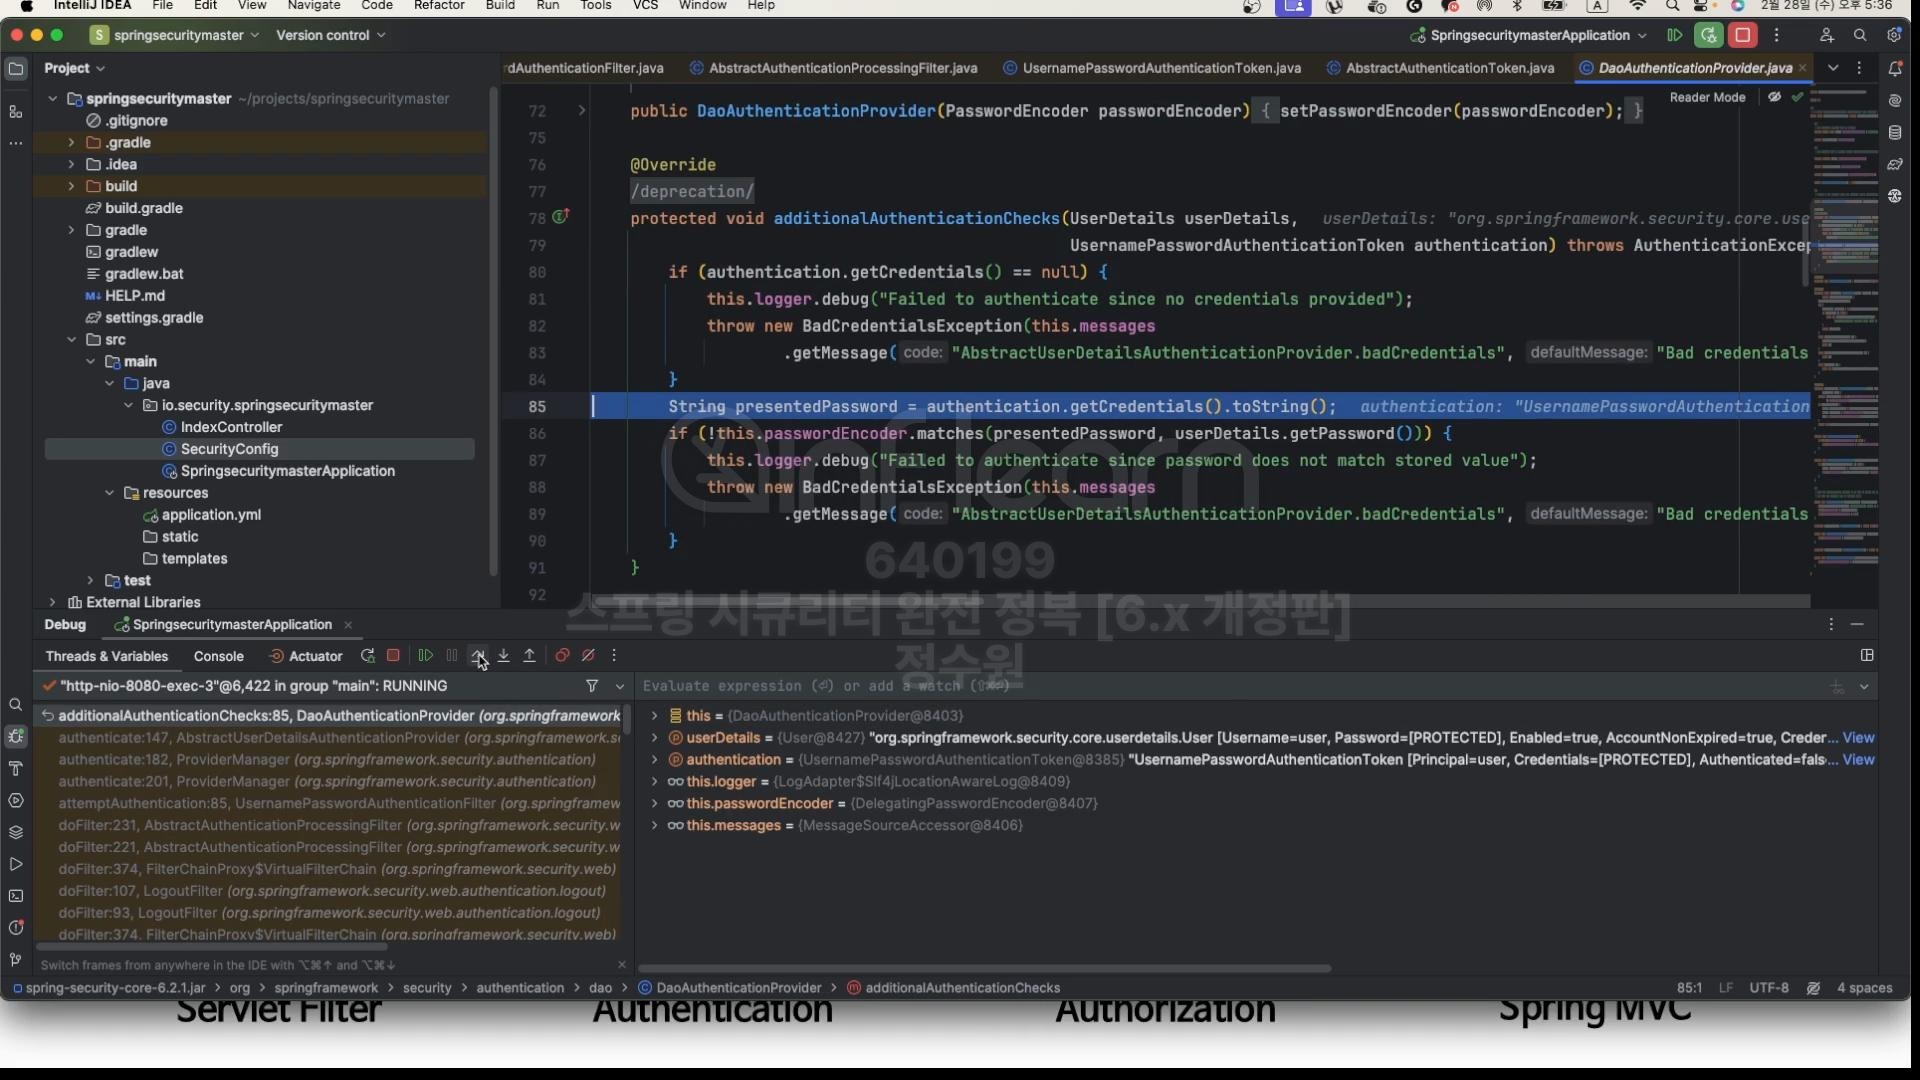 IntelliJ IDEA File Edit View Navigate Code Refactor Build Run Tools VCS Window Help A 2월 28일 (수) 오후 5:36
S springsecuritymaster Version control SpringsecuritymasterApplication
Project
rdAuthenticationFilter.java AbstractAuthenticationProcessingFilter.java UsernamePasswordAuthenticationToken.java AbstractAuthenticationToken.java DaoAuthenticationProvider.java
Reader Mode
springsecuritymaster ~/projects/springsecuritymaster
.gitignore
.gradle
.idea
build
build.gradle
gradle
gradlew
gradlew.bat
HELP.md
settings.gradle
src
main
java
io.security.springsecuritymaster
IndexController
SecurityConfig
SpringsecuritymasterApplication
resources
application.yml
static
templates
test
External Libraries
72 public DaoAuthenticationProvider(PasswordEncoder passwordEncoder) { setPasswordEncoder(passwordEncoder); }
75
76 @Override
77 /deprecation/
78 protected void additionalAuthenticationChecks(UserDetails userDetails, userDetails: "org.springframework.security.core.use
79 UsernamePasswordAuthenticationToken authentication) throws AuthenticationExcep
80 if (authentication.getCredentials() == null) {
81 this.logger.debug("Failed to authenticate since no credentials provided");
82 throw new BadCredentialsException(this.messages
83 .getMessage( code: "AbstractUserDetailsAuthenticationProvider.badCredentials", defaultMessage: "Bad credentials
84 }
85 String presentedPassword = authentication.getCredentials().toString(); authentication: "UsernamePasswordAuthentication
86 if (!this.passwordEncoder.matches(presentedPassword, userDetails.getPassword())) {
87 this.logger.debug("Failed to authenticate since password does not match stored value");
88 throw new BadCredentialsException(this.messages
89 .getMessage( code: "AbstractUserDetailsAuthenticationProvider.badCredentials", defaultMessage: "Bad credentials
90 }
91 }
92
inflearn
640199
스프링 시큐리티 완전 정복 [6.x 개정판]
정수원
Debug SpringsecuritymasterApplication
Threads & Variables Console Actuator
"http-nio-8080-exec-3"@6,422 in group "main": RUNNING
additionalAuthenticationChecks:85, DaoAuthenticationProvider (org.springframework
authenticate:147, AbstractUserDetailsAuthenticationProvider (org.springframework.s
authenticate:182, ProviderManager (org.springframework.security.authentication)
authenticate:201, ProviderManager (org.springframework.security.authentication)
attemptAuthentication:85, UsernamePasswordAuthenticationFilter (org.springframew
doFilter:231, AbstractAuthenticationProcessingFilter (org.springframework.security.w
doFilter:221, AbstractAuthenticationProcessingFilter (org.springframework.security.w
doFilter:374, FilterChainProxy$VirtualFilterChain (org.springframework.security.web)
doFilter:107, LogoutFilter (org.springframework.security.web.authentication.logout)
doFilter:93, LogoutFilter (org.springframework.security.web.authentication.logout)
doFilter:374, FilterChainProxy$VirtualFilterChain (org.springframework.security.web)
Switch frames from anywhere in the IDE with ⌥⌘↑ and ⌥⌘↓
Evaluate expression (⏎) or add a watch (⇧⌘⏎)
this = {DaoAuthenticationProvider@8403}
userDetails = {User@8427} "org.springframework.security.core.userdetails.User [Username=user, Password=[PROTECTED], Enabled=true, AccountNonExpired=true, Creder... View
authentication = {UsernamePasswordAuthenticationToken@8385} "UsernamePasswordAuthenticationToken [Principal=user, Credentials=[PROTECTED], Authenticated=fals... View
this.logger = {LogAdapter$Slf4jLocationAwareLog@8409}
this.passwordEncoder = {DelegatingPasswordEncoder@8407}
this.messages = {MessageSourceAccessor@8406}
spring-security-core-6.2.1.jar > org > springframework > security > authentication > dao > DaoAuthenticationProvider > additionalAuthenticationChecks 85:1 LF UTF-8 4 spaces
Servlet Filter Authentication Authorization Spring MVC